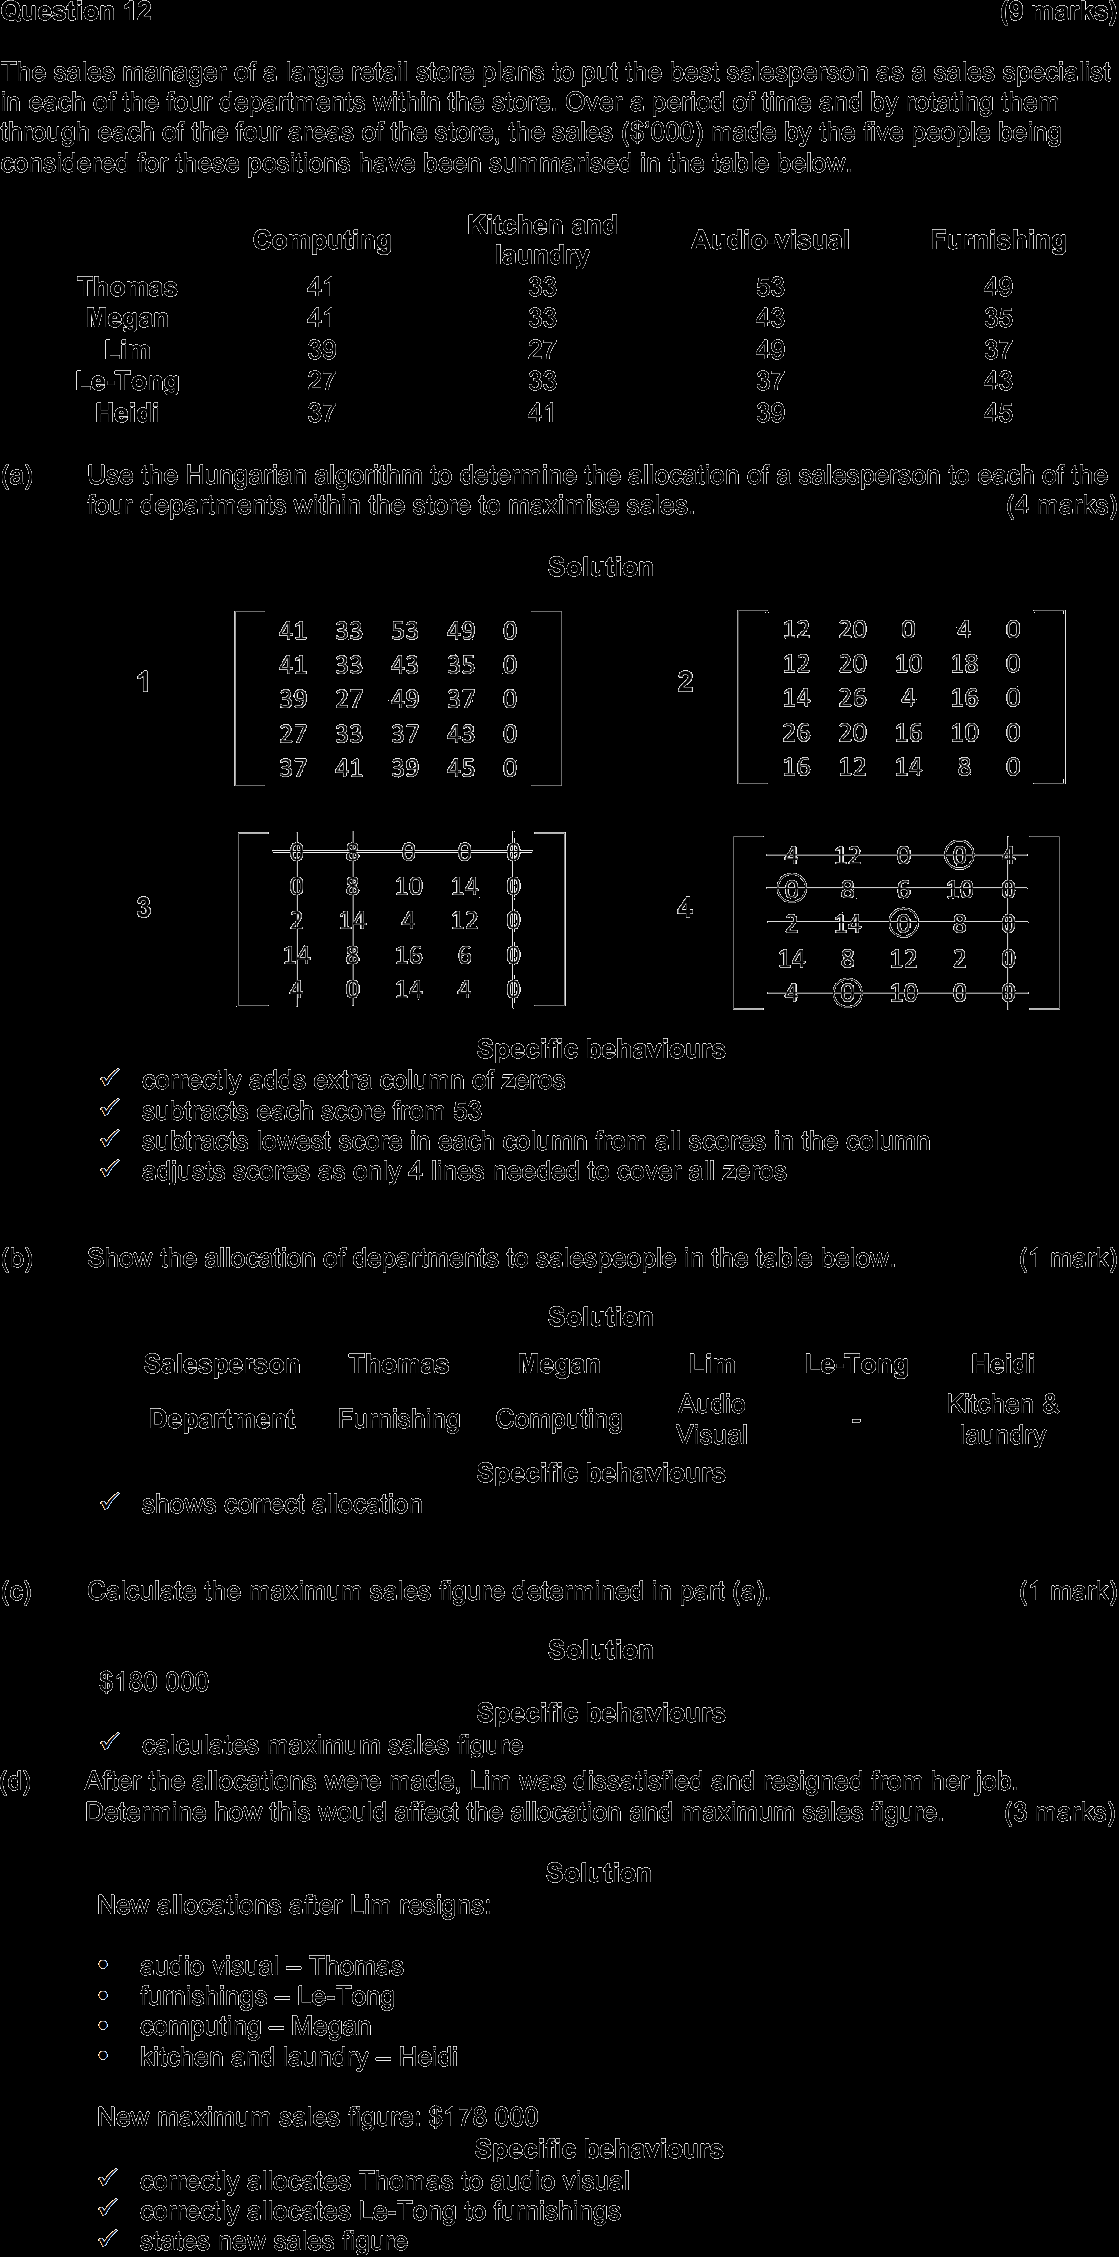 Question 12 (9 marks)
The sales manager of a large retail store plans to put the best salesperson as a sales specialist
in each of the four departments within the store. Over a period of time and by rotating them
through each of the four areas of the store, the sales ($'000) made by the five people being
considered for these positions have been summarised in the table below.
Computing Kitchen and laundry Audio visual Furnishing
Thomas 41 33 53 49
Megan 41 33 43 35
Lim 39 27 49 37
Le-Tong 27 33 37 43
Heidi 37 41 39 45
(a) Use the Hungarian algorithm to determine the allocation of a salesperson to each of the
four departments within the store to maximise sales. (4 marks)
Solution
1
41 33 53 49 0
41 33 43 35 0
39 27 49 37 0
27 33 37 43 0
37 41 39 45 0
2
12 20 0 4 0
12 20 10 18 0
14 26 4 16 0
26 20 16 10 0
16 12 14 8 0
3
0 8 0 0 0
0 8 10 14 0
2 14 4 12 0
14 8 16 6 0
4 0 14 4 0
4
4 12 0 0 4
0 8 6 10 0
2 14 0 8 0
14 8 12 2 0
4 0 10 0 0
Specific behaviours
✓ correctly adds extra column of zeros
✓ subtracts each score from 53
✓ subtracts lowest score in each column from all scores in the column
✓ adjusts scores as only 4 lines needed to cover all zeros
(b) Show the allocation of departments to salespeople in the table below. (1 mark)
Solution
Salesperson Thomas Megan Lim Le-Tong Heidi
Department Furnishing Computing Audio Visual - Kitchen & laundry
Specific behaviours
✓ shows correct allocation
(c) Calculate the maximum sales figure determined in part (a). (1 mark)
Solution
$180 000
Specific behaviours
✓ calculates maximum sales figure
(d) After the allocations were made, Lim was dissatisfied and resigned from her job.
Determine how this would affect the allocation and maximum sales figure. (3 marks)
Solution
New allocations after Lim resigns:
• audio visual – Thomas
• furnishings – Le-Tong
• computing – Megan
• kitchen and laundry – Heidi
New maximum sales figure: $178 000
Specific behaviours
✓ correctly allocates Thomas to audio visual
✓ correctly allocates Le-Tong to furnishings
✓ states new sales figure